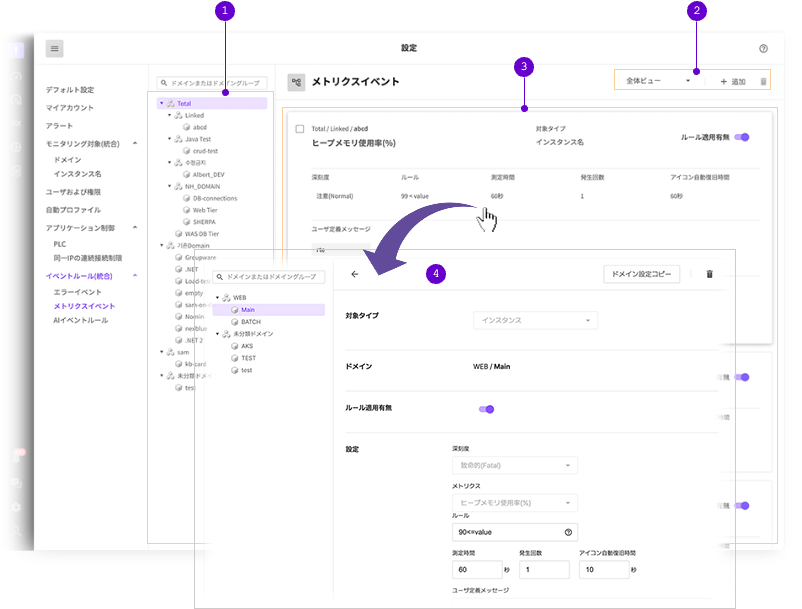 1
2
3
設定
デフォルト設定
マイアカウント
アラート
モニタリング対象(統合)
ドメイン
インスタンス名
ユーザおよび権限
自動プロファイル
アプリケーション制御
PLC
同一IPの連続接続制限
イベントルール(統合)
エラーイベント
メトリクスイベント
AIイベントルール
ドメインまたはドメイングループ
Total
Linked
abcd
Java Test
crud-test
수정금지
Albert_DEV
NH_DOMAIN
DB-connections
Web Tier
SHERPA
WAS DB Tier
기존Domain
Groupware
.NET
Load-test
empty
Nomin
nexblue
.NET 2
sam
kb-card
未分類ドメイ
test
メトリクスイベント
全体ビュー
+ 追加
Total / Linked / abcd
ヒープメモリ使用率(%)
対象タイプ
インスタンス名
ルール適用有無
深刻度 ルール 測定時間 発生回数 アイコン自動復旧時間
注意(Normal) 99 < value 60秒 1 60秒
ユーザ定義メッセージ
4
ドメインまたはドメイングループ
WEB
Main
BATCH
未分類ドメイン
AKS
TEST
test
ドメイン設定コピー
対象タイプ
インスタンス
ドメイン
WEB / Main
ルール適用有無
設定
深刻度
致命的(Fatal)
メトリクス
ヒープメモリ使用率(%)
ルール
90<=value
測定時間 発生回数 アイコン自動復旧時間
60 秒 1 10 秒
ユーザ定義メッセージ